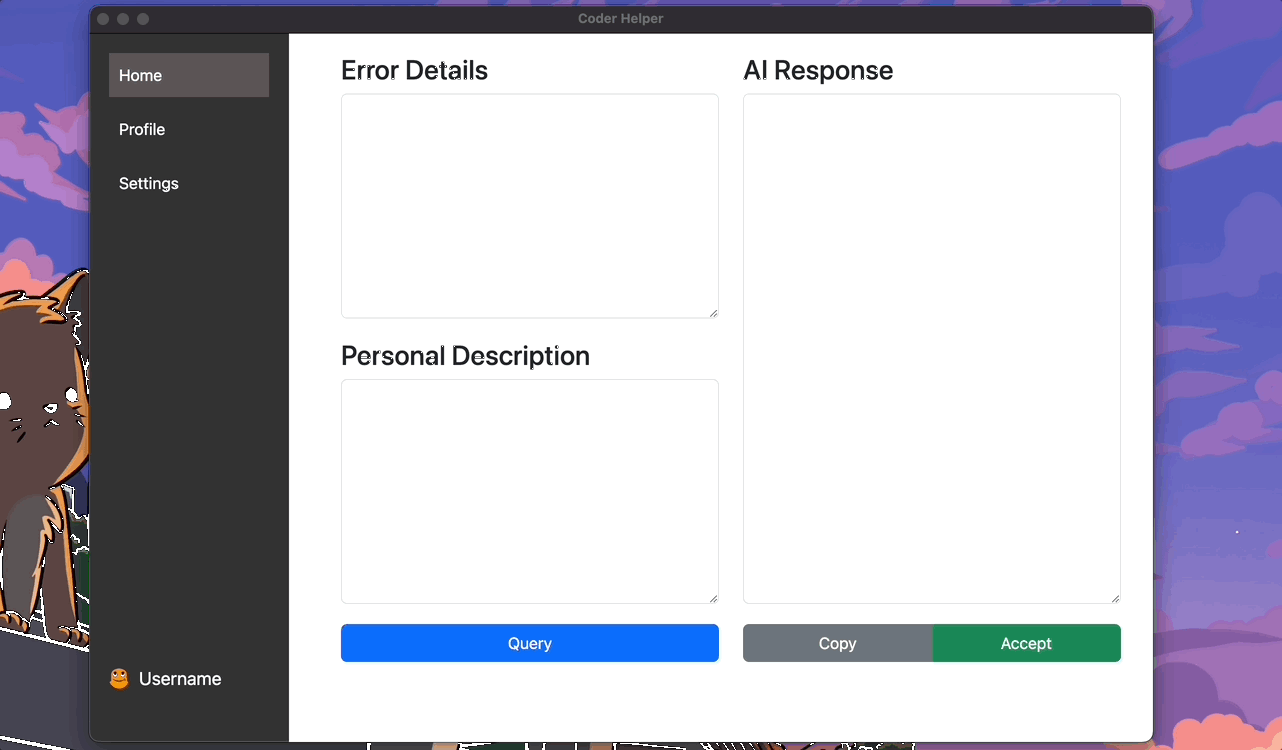 Coder Helper
Home
Profile
Settings
Username
Error Details
Personal Description
Query
AI Response
Copy
Accept